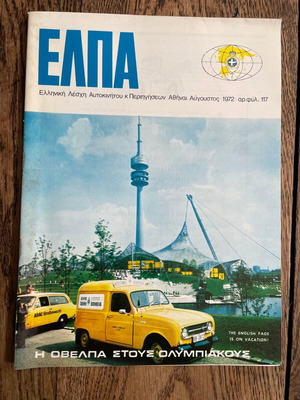 ΕΛΠΑ
Ελληνική Λέσχη Αυτοκινήτου κ Περιηγήσεων Αθήναι Αύγουστος 1972 αρ.φύλ. 117
ADAC
THE ENGLISH PAGE
IS ON VACATION!
Η ΟΒΕΛΠΑ ΣΤΟΥΣ ΟΛΥΜΠΙΑΚΟΥΣ